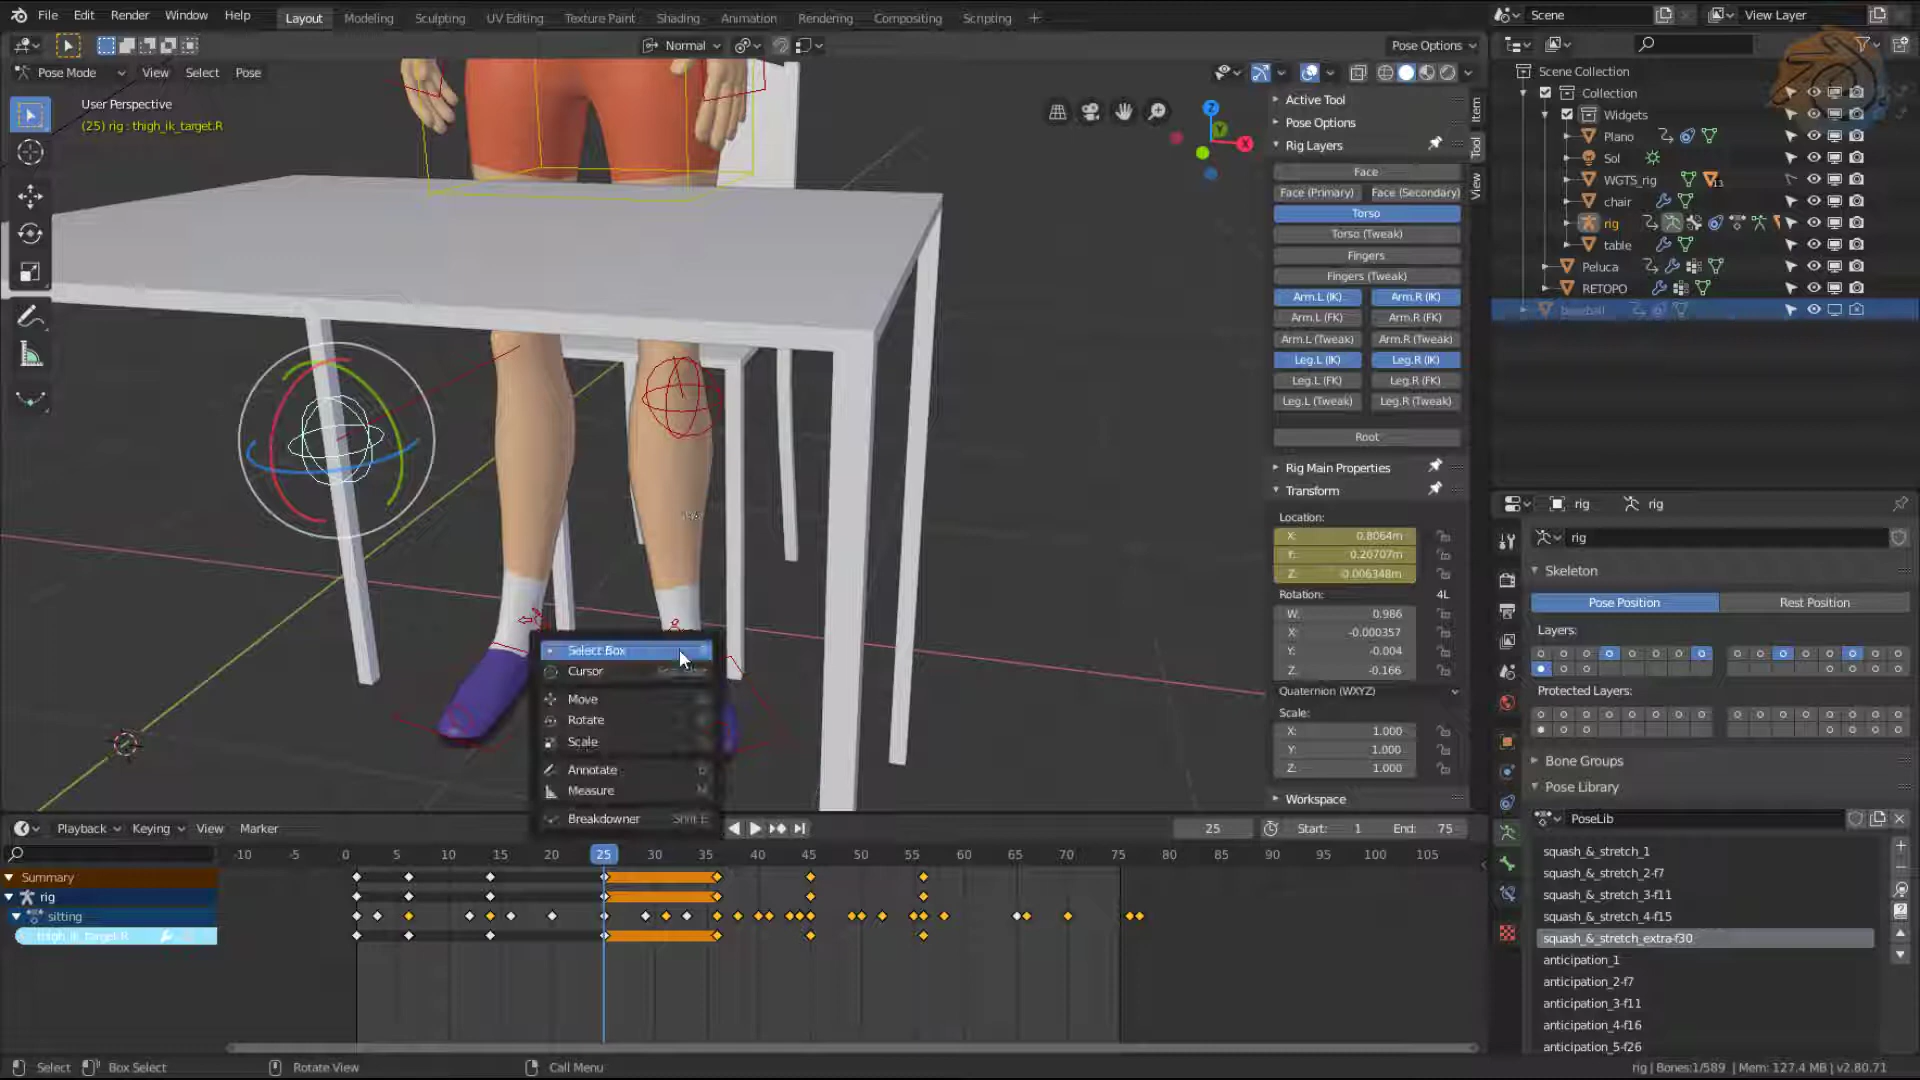 File Edit Render Window Help Layout Modeling Sculpting UV Editing Texture Paint Shading Animation Rendering Compositing Scripting + Scene View Layer
Normal Pose Options
Pose Mode View Select Pose
User Perspective
(25) rig : thigh_ik_target.R
Z
Y
X
Active Tool
Pose Options
Rig Layers
Face
Face (Primary) Face (Secondary)
Torso
Torso (Tweak)
Fingers
Fingers (Tweak)
Arm.L (IK) Arm.R (IK)
Arm.L (FK) Arm.R (FK)
Arm.L (Tweak) Arm.R (Tweak)
Leg.L (IK) Leg.R (IK)
Leg.L (FK) Leg.R (FK)
Leg.L (Tweak) Leg.R (Tweak)
Root
Rig Main Properties
Transform
Location:
X: 0.8064m
Y: 0.20707m
Z: 0.006348m
Rotation: 4L
W: 0.986
X: -0.000357
Y: -0.004
Z: -0.166
Quaternion (WXYZ)
Scale:
X: 1.000
Y: 1.000
Z: 1.000
Workspace
Item
Tool
View
Select Box
Cursor
Move
Rotate
Scale
Annotate D
Measure M
Breakdowner Shift E
Scene Collection
Collection
Widgets
Plano
Sol
WGTS_rig 13
chair
rig
table
Peluca
RETOPO
baseball
rig rig
rig
Skeleton
Pose Position Rest Position
Layers:
Protected Layers:
Bone Groups
Pose Library
PoseLib
squash_&_stretch_1
squash_&_stretch_2-f7
squash_&_stretch_3-f11
squash_&_stretch_4-f15
squash_&_stretch_extra-f30
anticipation_1
anticipation_2-f7
anticipation_3-f11
anticipation_4-f16
anticipation_5-f26
Playback Keying View Marker 25 Start: 1 End: 75
-10 -5 0 5 10 15 20 25 30 35 40 45 50 55 60 65 70 75 80 85 90 95 100 105
Summary
rig
sitting
thigh_ik_target.R
Select Box Select Rotate View Call Menu rig | Bones:1/589 | Mem: 127.4 MB | v2.80.71